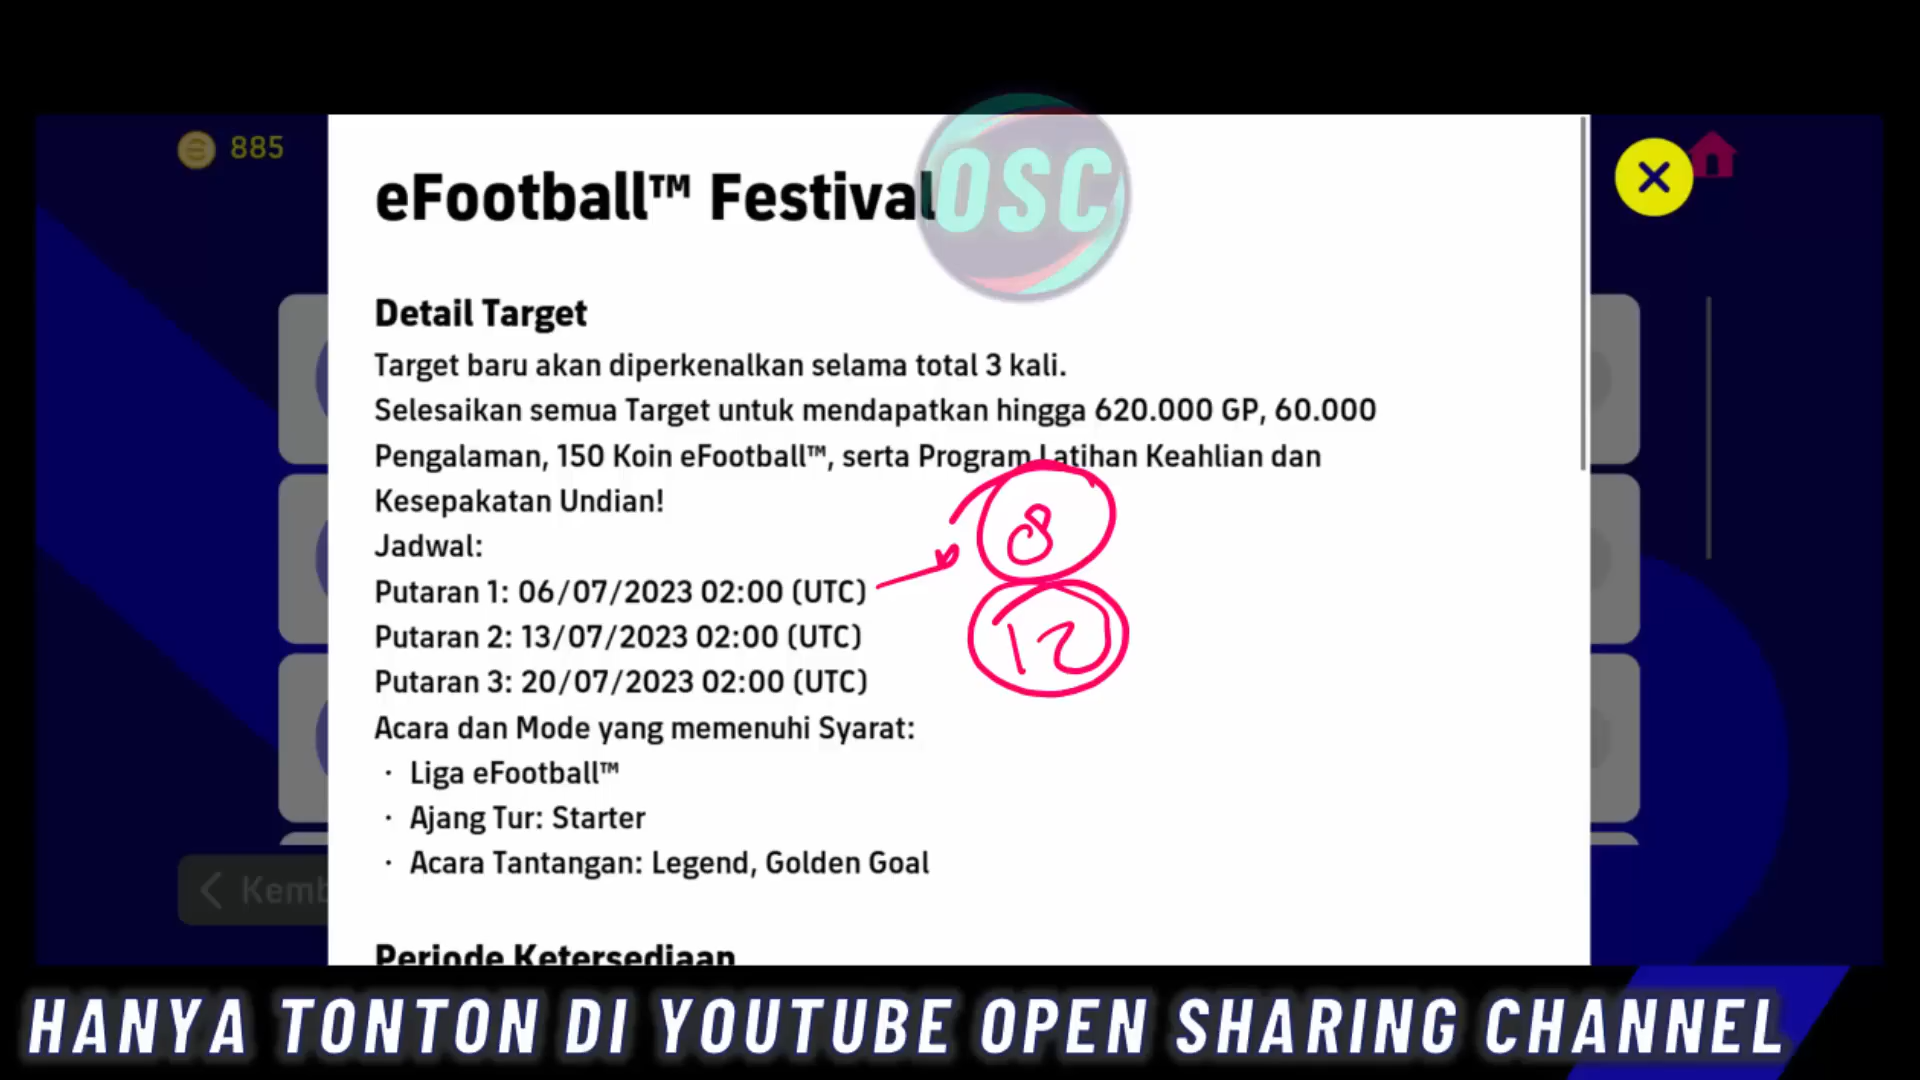 885
eFootball™ Festival
OSC
Detail Target
Target baru akan diperkenalkan selama total 3 kali.
Selesaikan semua Target untuk mendapatkan hingga 620.000 GP, 60.000
Pengalaman, 150 Koin eFootball™, serta Program Latihan Keahlian dan
Kesepakatan Undian!
8
Jadwal:
Putaran 1: 06/07/2023 02:00 (UTC)
Putaran 2: 13/07/2023 02:00 (UTC)
12
Putaran 3: 20/07/2023 02:00 (UTC)
Acara dan Mode yang memenuhi Syarat:
· Liga eFootball™
· Ajang Tur: Starter
· Acara Tantangan: Legend, Golden Goal
Kemb
Periode Ketersediaan
HANYA TONTON DI YOUTUBE OPEN SHARING CHANNEL